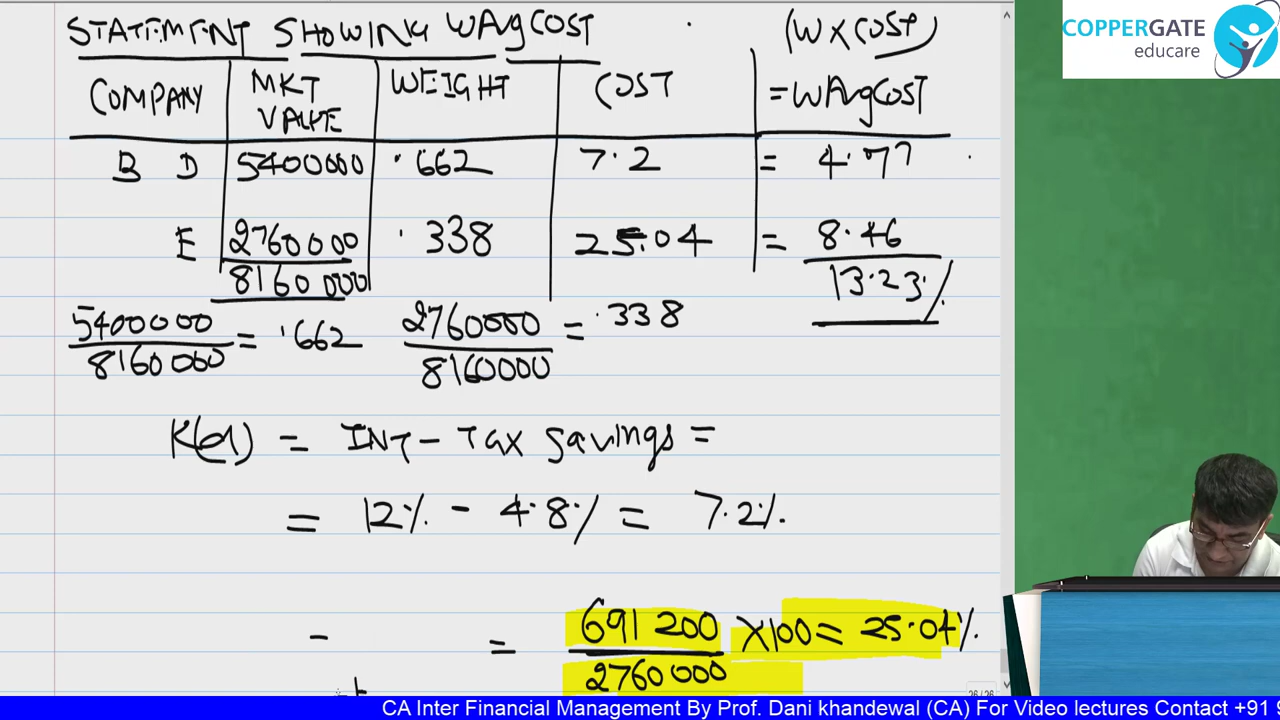 STATEMENT SHOWING WAvgCOST
(W×COST)
COPPERGATE
educare
COMPANY MKT VALUE WEIGHT COST =WAvgCOST
B D 5400000 .662 7.2 = 4.77
E 2760000 .338 25.04 = 8.46
8160000 13.23%
5400000 / 8160000 = .662 2760000 / 8160000 = .338
K(d) = INT - Tax Savings =
= 12% - 4.8% = 7.2%
= 691200 / 2760000 ×100 = 25.04%
26/26
CA Inter Financial Management By Prof. Dani khandewal (CA) For Video lectures Contact +91